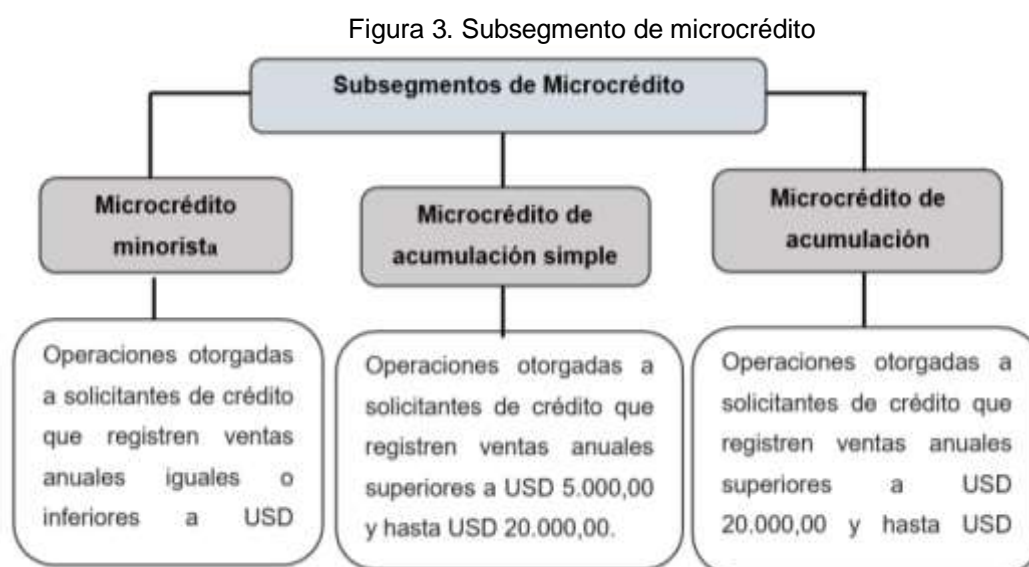 Figura 3. Subsegmento de microcrédito
Subsegmentos de Microcrédito
Microcrédito
minorista
Operaciones otorgadas
a solicitantes de crédito
que registren ventas
anuales iguales o
inferiores a USD
Microcrédito de
acumulación simple
Operaciones otorgadas a
solicitantes de crédito que
registren ventas anuales
superiores a USD 5.000,00
y hasta USD 20.000,00.
Microcrédito de
acumulación
Operaciones otorgadas a
solicitantes de crédito que
registren ventas anuales
superiores a USD
20.000,00 y hasta USD